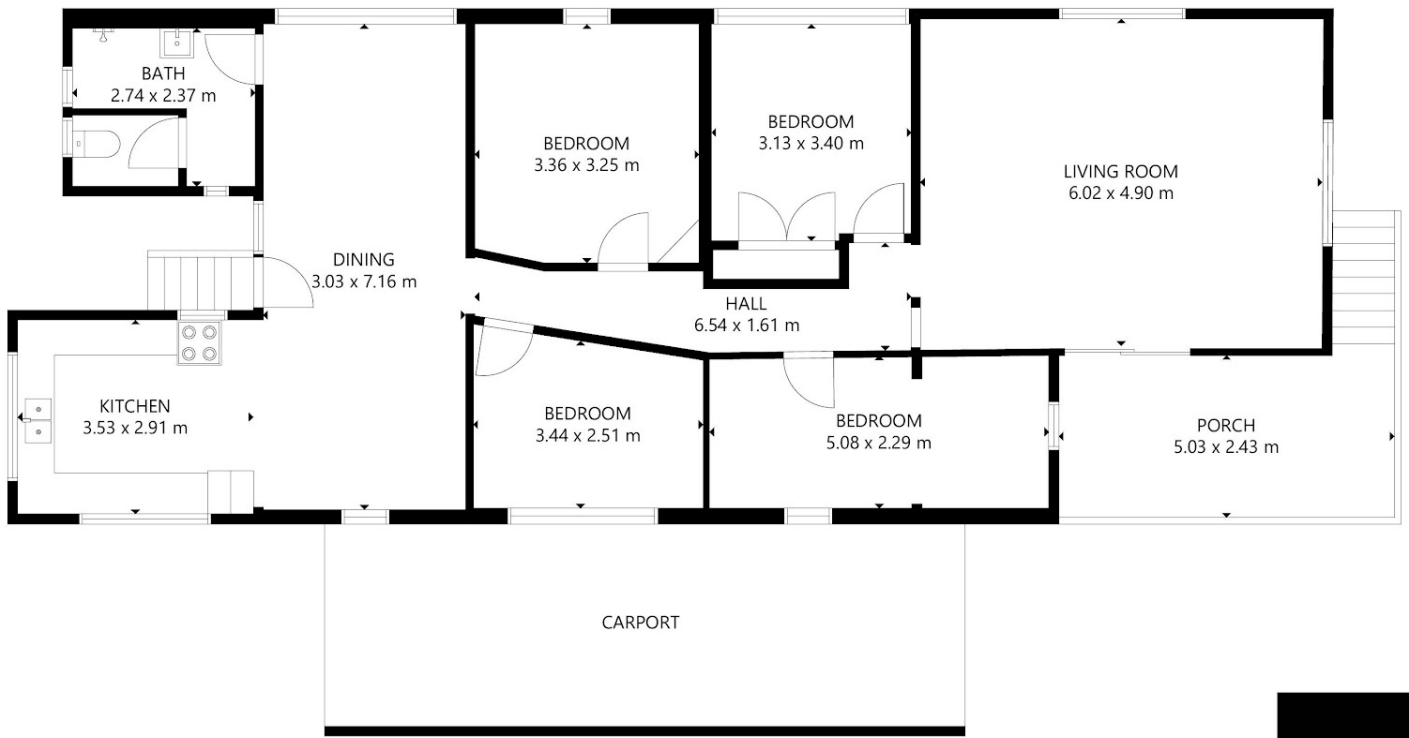 BATH
2.74 x 2.37 m
BEDROOM
3.36 x 3.25 m
BEDROOM
3.13 x 3.40 m
LIVING ROOM
6.02 x 4.90 m
DINING
3.03 x 7.16 m
HALL
6.54 x 1.61 m
KITCHEN
3.53 x 2.91 m
BEDROOM
3.44 x 2.51 m
BEDROOM
5.08 x 2.29 m
PORCH
5.03 x 2.43 m
CARPORT